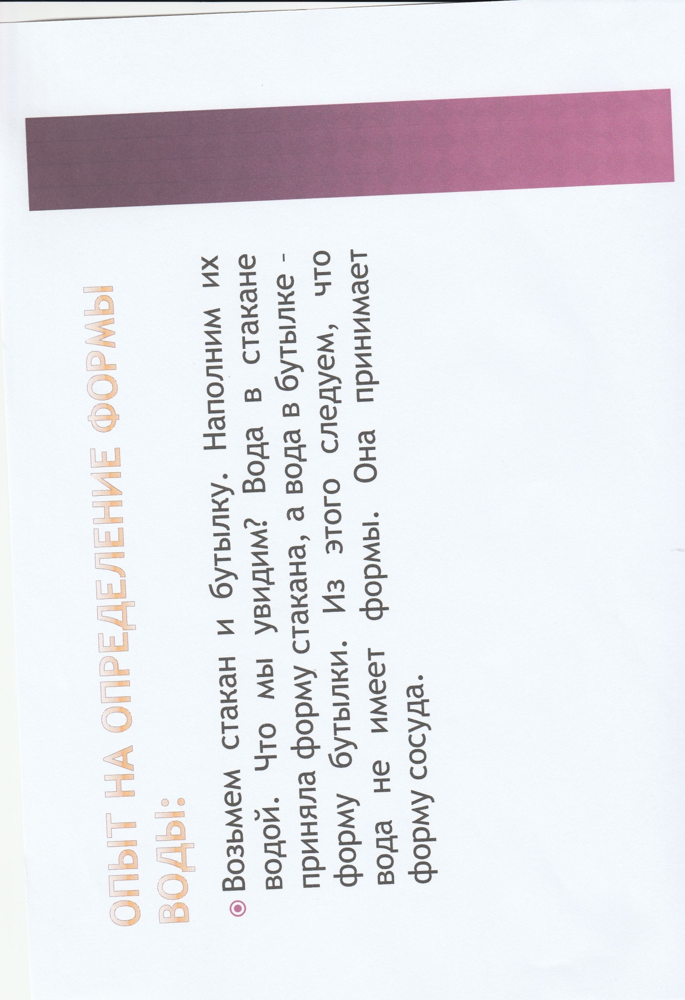 ОПЫТ НА ОПРЕДЕЛЕНИЕ ФОРМЫ
ВОДЫ:
Возьмем стакан и бутылку. Наполним их
водой. Что мы увидим? Вода в стакане
приняла форму стакана, а вода в бутылке -
форму бутылки. Из этого следуем, что
вода не имеет формы. Она принимает
форму сосуда.